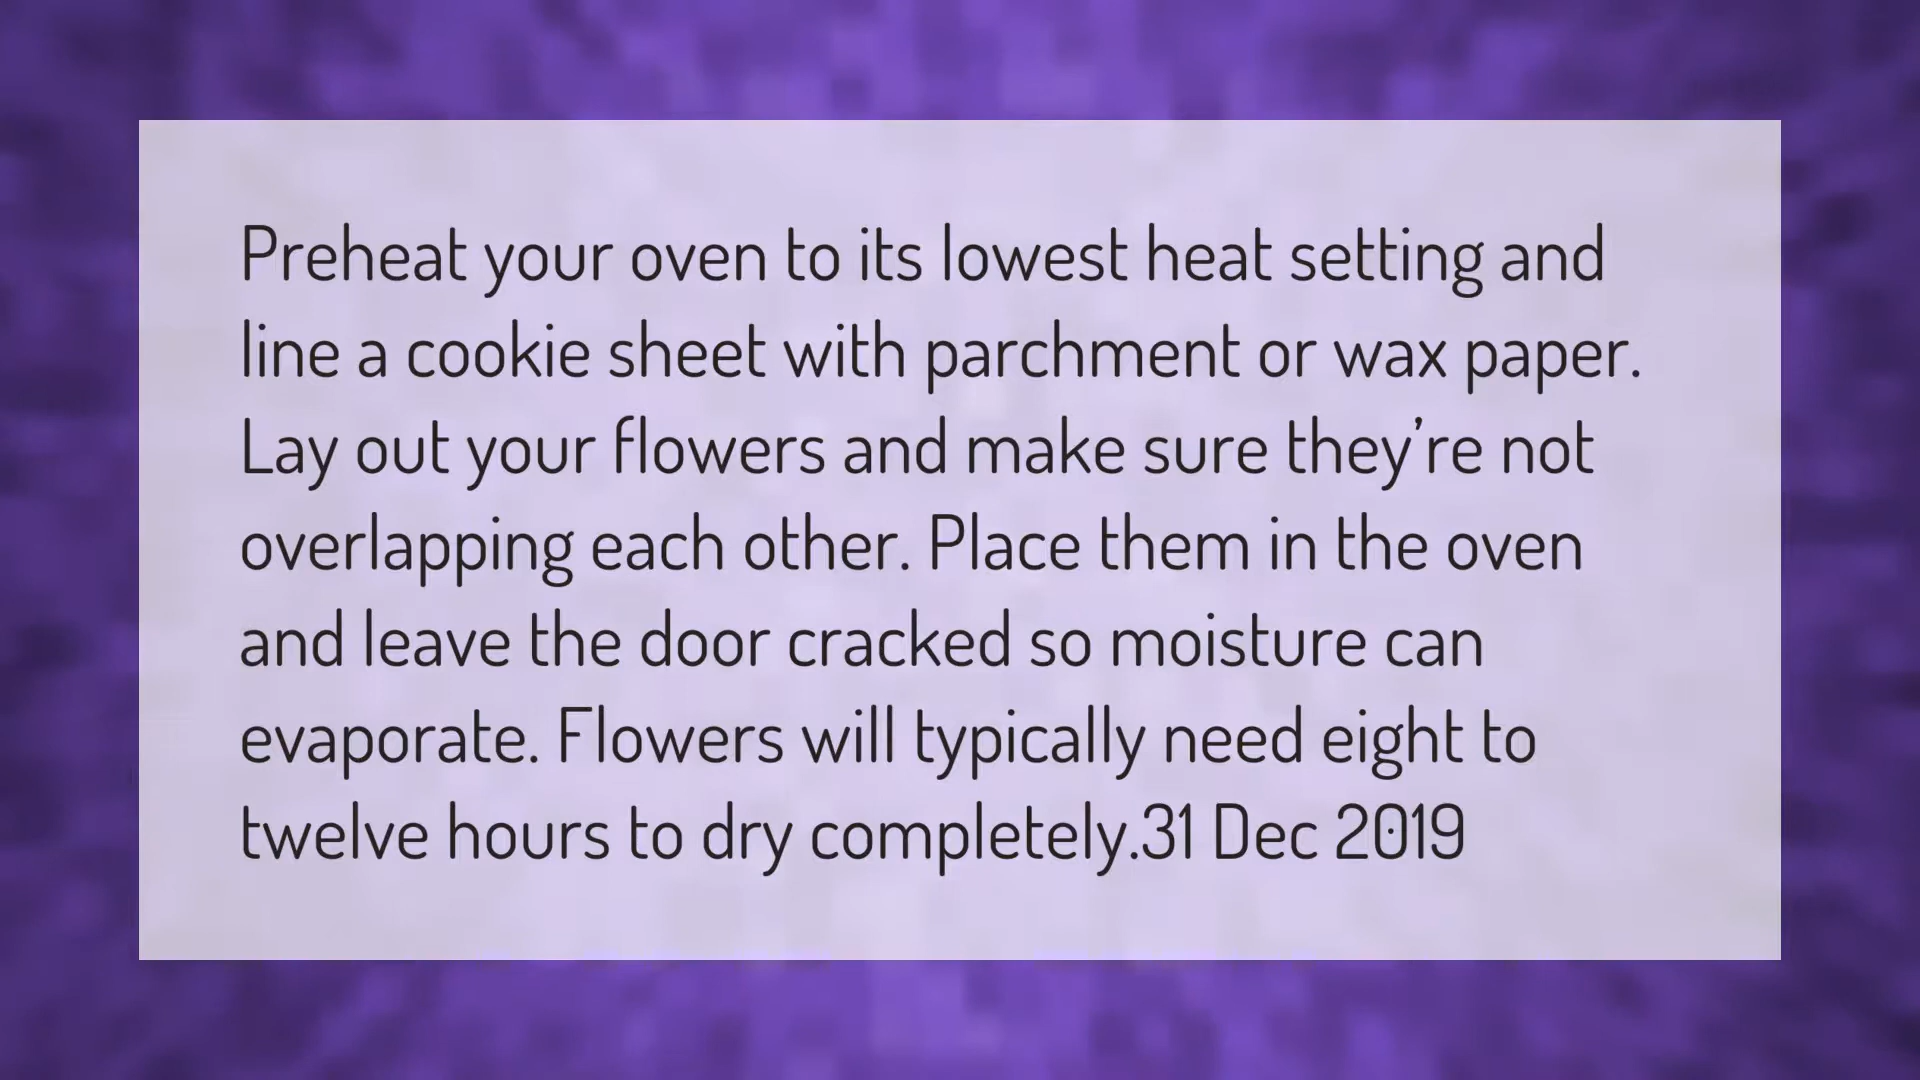 Preheat your oven to its lowest heat setting and
line a cookie sheet with parchment or wax paper.
Lay out your flowers and make sure they’re not
overlapping each other. Place them in the oven
and leave the door cracked so moisture can
evaporate. Flowers will typically need eight to
twelve hours to dry completely.31 Dec 2019